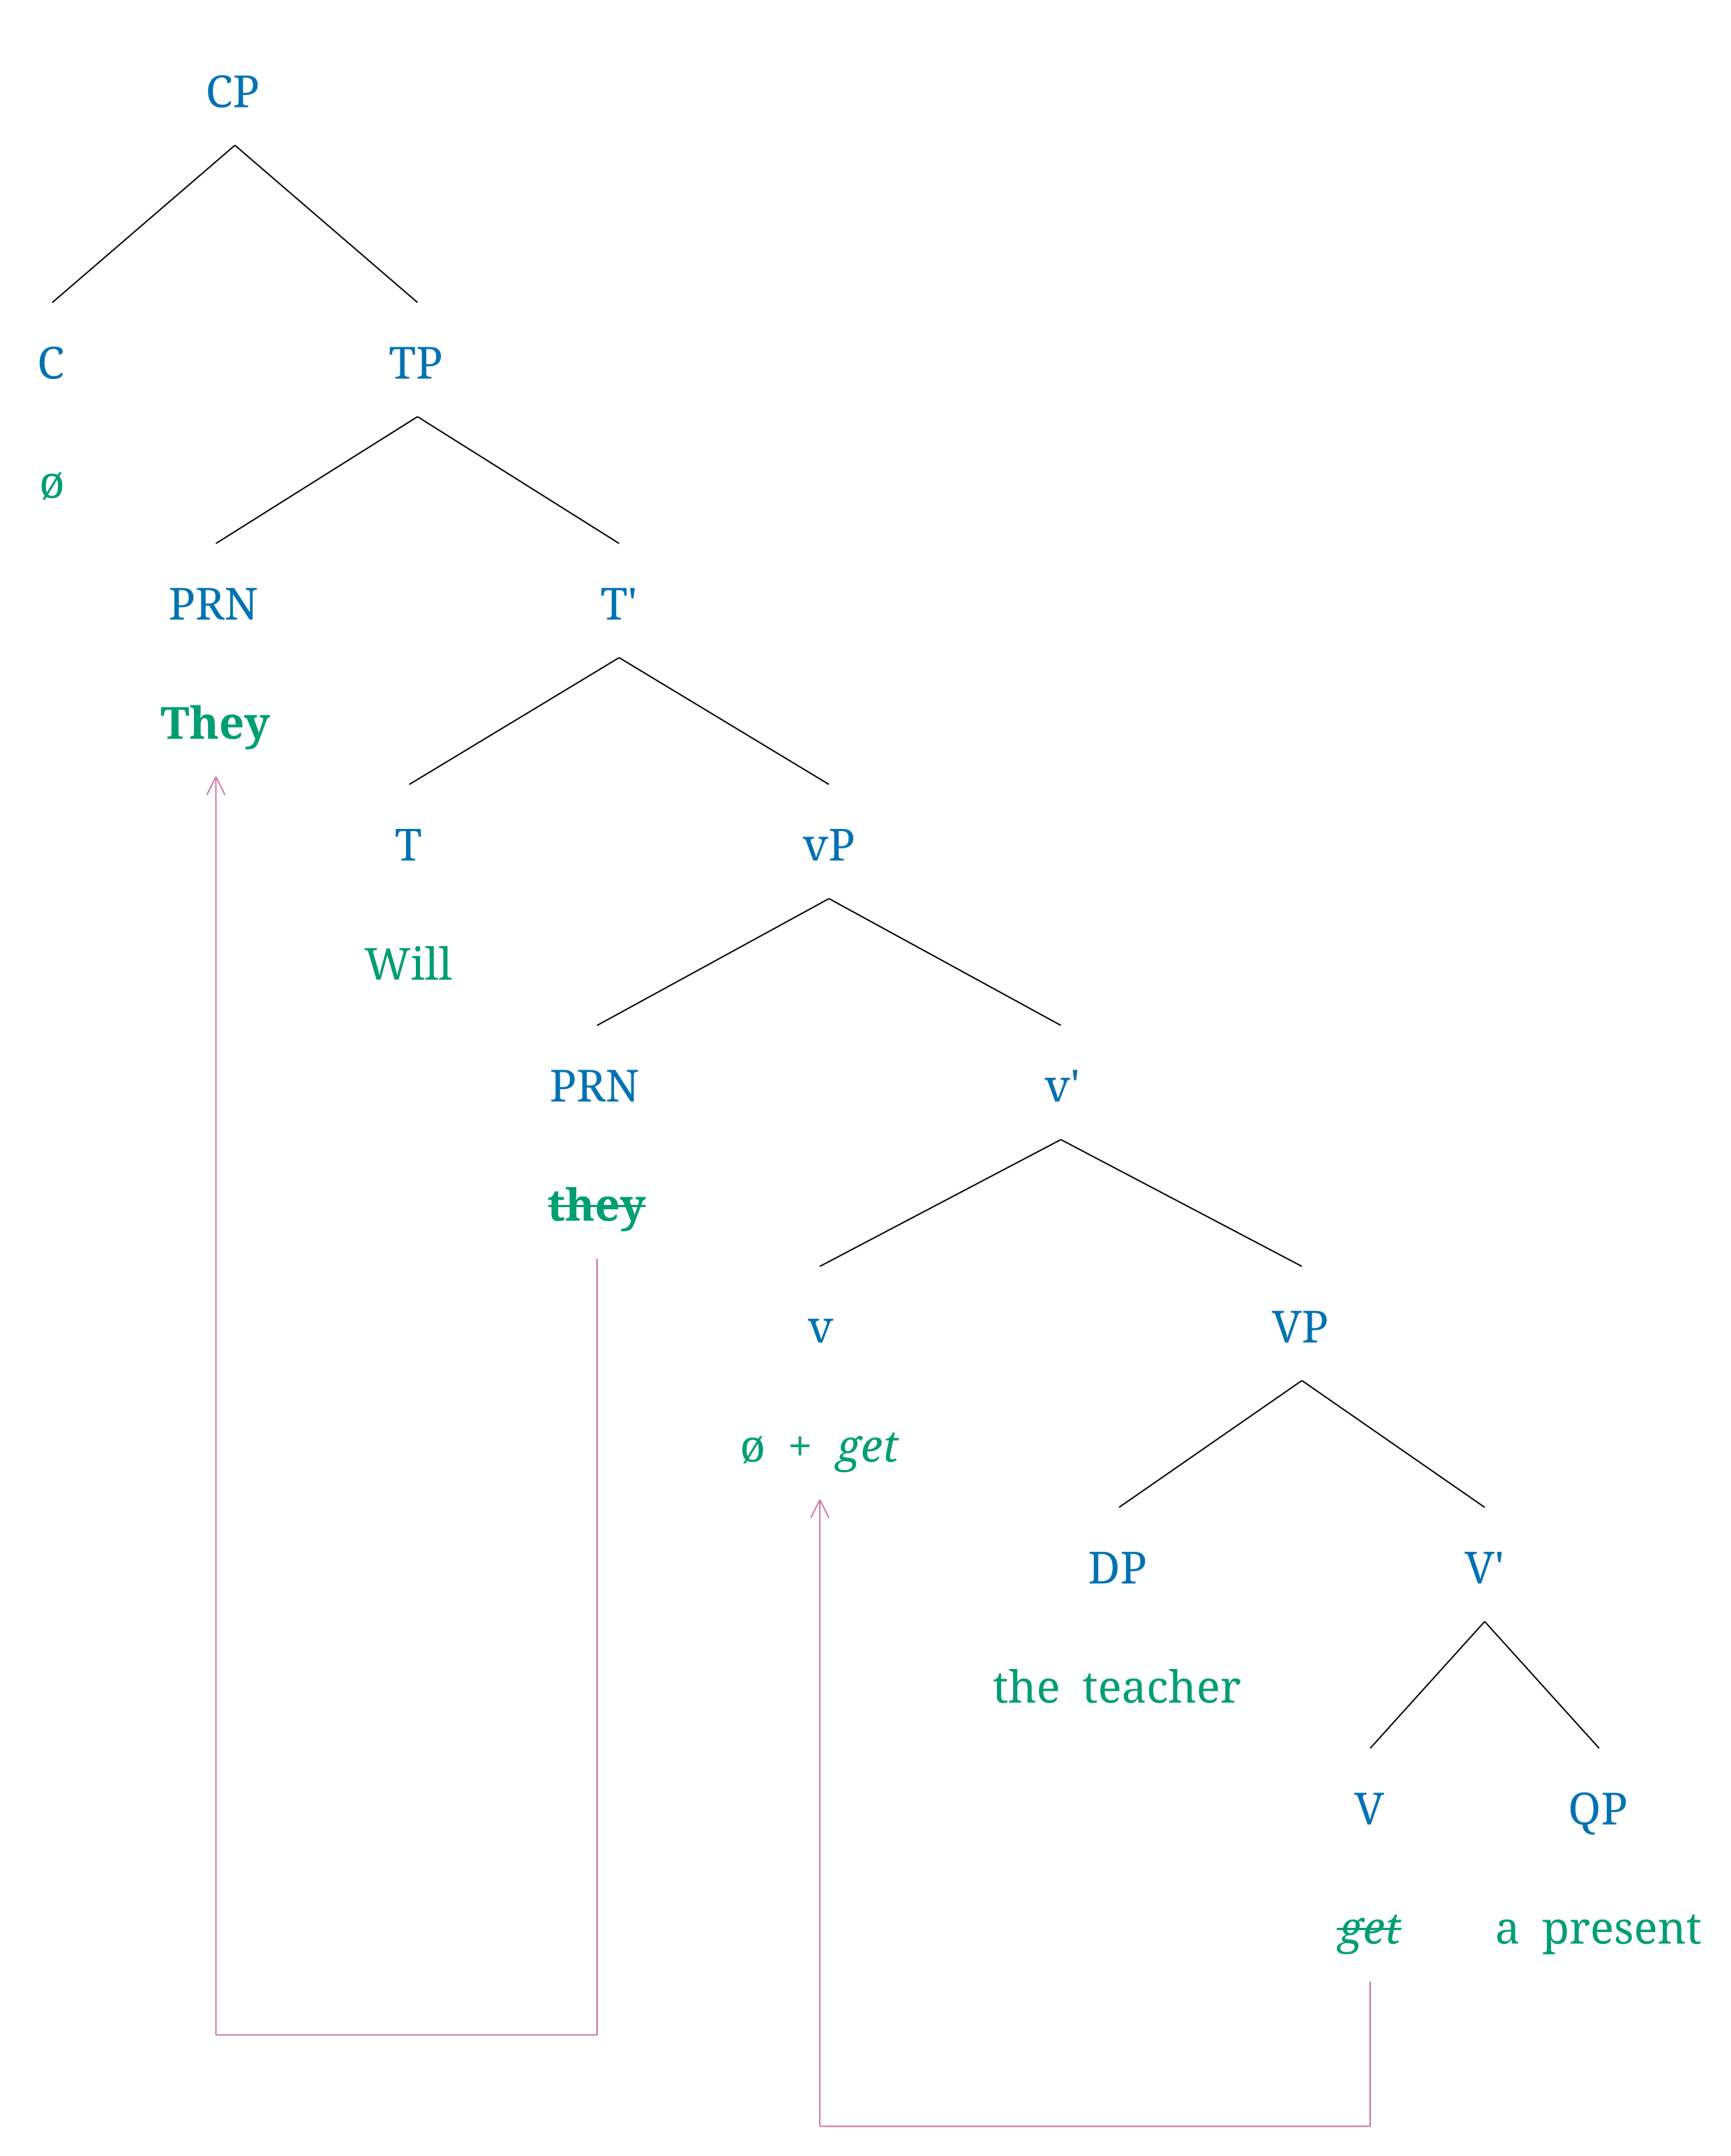 CP
C TP
ø
PRN T'
They
T vP
Will
PRN v'
they
v VP
ø + get
DP V'
the teacher
V QP
get a present